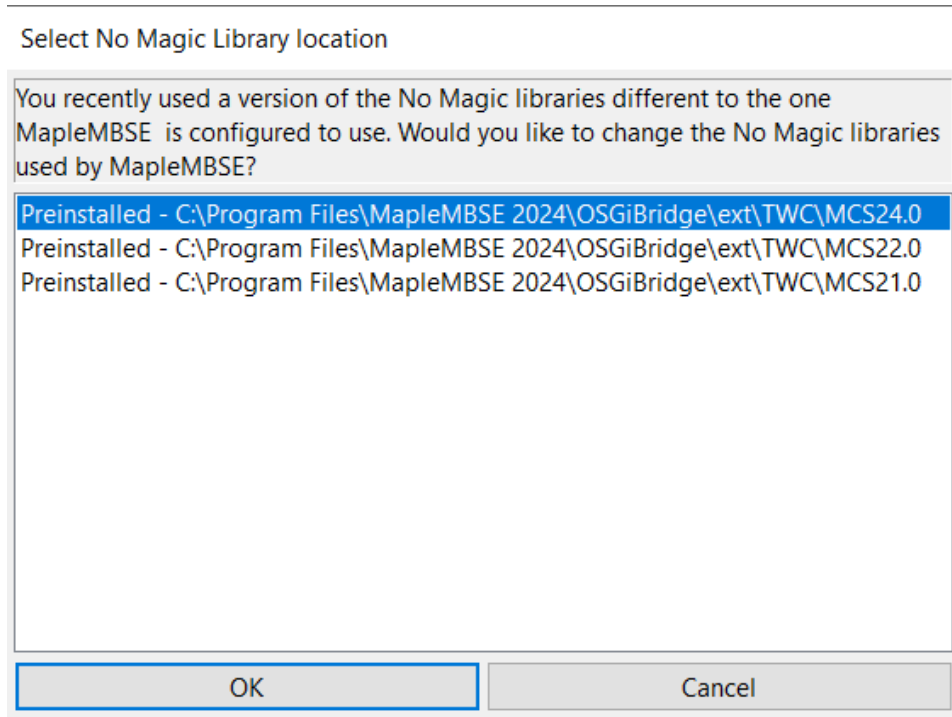 Select No Magic Library location
You recently used a version of the No Magic libraries different to the one
MapleMBSE  is configured to use. Would you like to change the No Magic libraries
used by MapleMBSE?
Preinstalled - C:\Program Files\MapleMBSE 2024\OSGiBridge\ext\TWC\MCS24.0
Preinstalled - C:\Program Files\MapleMBSE 2024\OSGiBridge\ext\TWC\MCS22.0
Preinstalled - C:\Program Files\MapleMBSE 2024\OSGiBridge\ext\TWC\MCS21.0
OK
Cancel